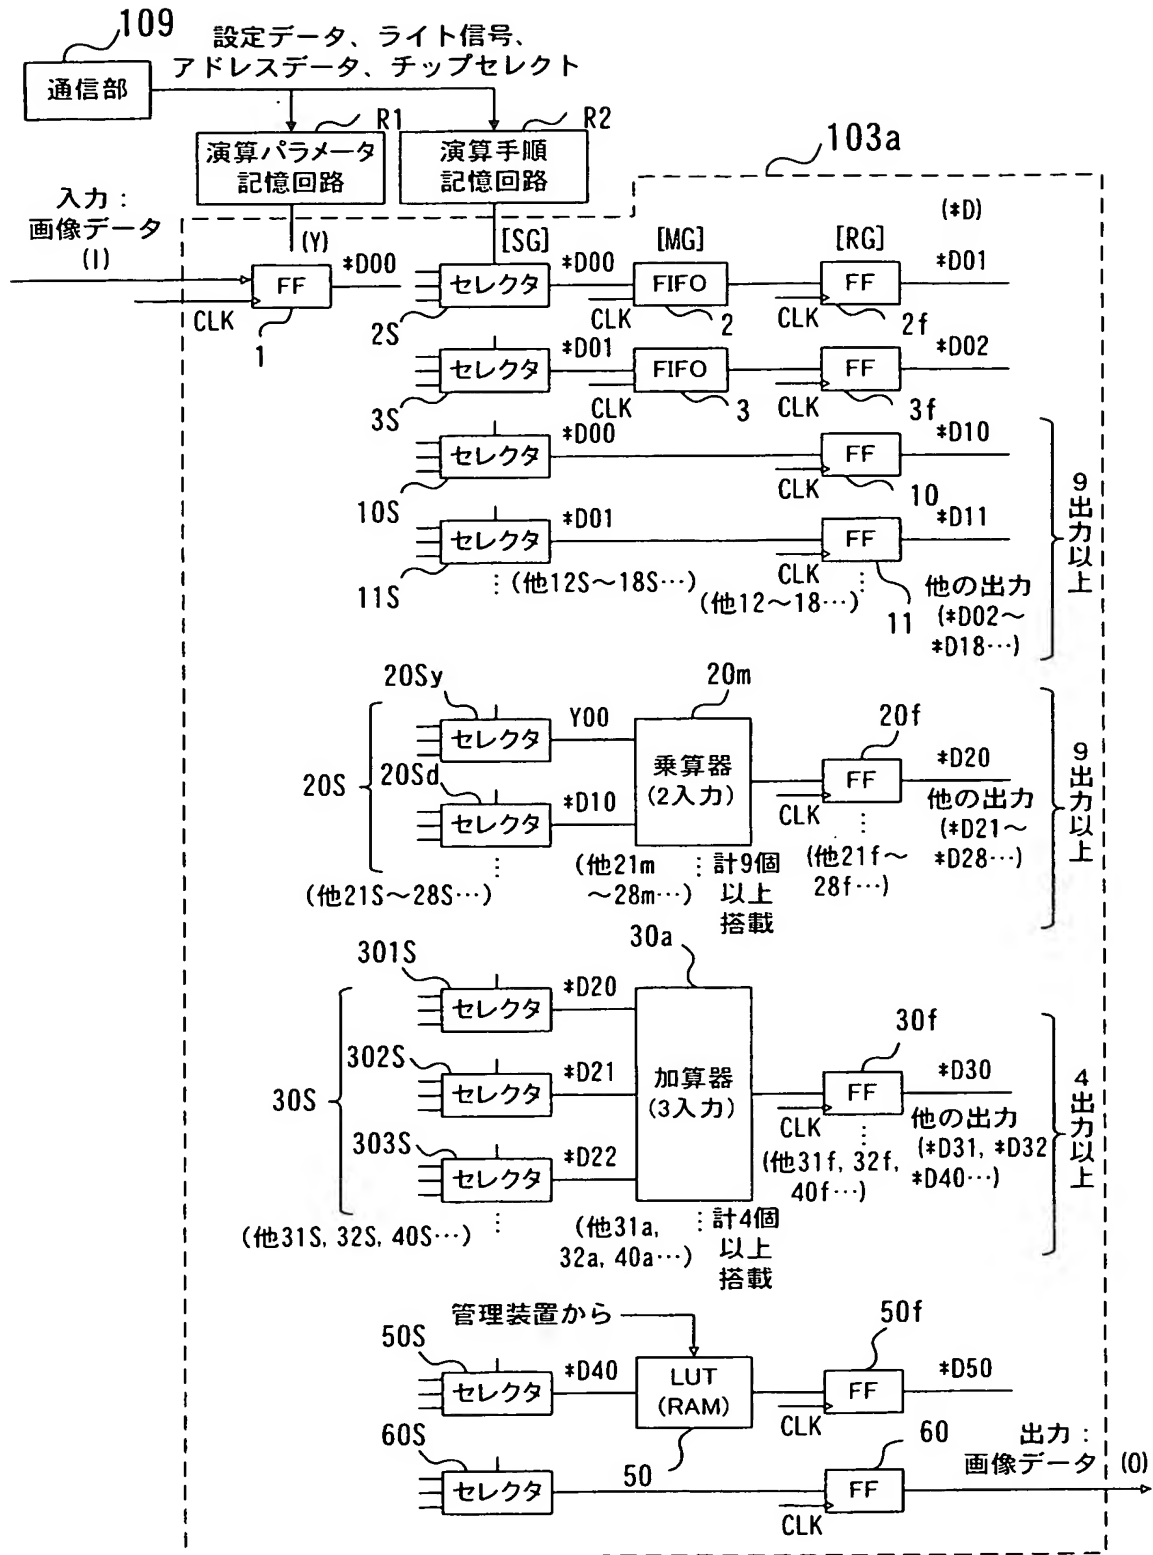 109
設定データ、ライト信号、
アドレスデータ、チップセレクト
通信部
R1
R2
演算パラメータ
記憶回路
演算手順
記憶回路
103a
入力：
画像データ
(I)
(Y)
[SG]
[MG]
[RG]
(*D)
FF
*D00
CLK
1
セレクタ
*D00
FIFO
FF
*D01
2S
CLK
2
CLK
2f
セレクタ
*D01
FIFO
FF
*D02
3S
CLK
3
CLK
3f
セレクタ
*D00
FF
*D10
10S
CLK
10
セレクタ
*D01
FF
*D11
11S
CLK
11
⋮ (他12S～18S…)
(他12～18…)
⋮
他の出力
(*D02～
*D18…)
9出力以上
20Sy
セレクタ
Y00
20m
20S
20Sd
セレクタ
*D10
乗算器
(2入力)
20f
FF
*D20
CLK
他の出力
(*D21～
*D28…)
9出力以上
⋮
(他21S～28S…)
(他21m
～28m…)
⋮計9個
以上
搭載
⋮
(他21f～
28f…)
301S
セレクタ
*D20
30a
30S
302S
セレクタ
*D21
加算器
(3入力)
303S
セレクタ
*D22
30f
FF
*D30
CLK
他の出力
(*D31, *D32
*D40…)
4出力以上
⋮
(他31S, 32S, 40S…)
(他31a,
32a, 40a…)
⋮計4個
以上
搭載
⋮
(他31f, 32f,
40f…)
管理装置から
50S
セレクタ
*D40
LUT
(RAM)
50
50f
FF
*D50
CLK
60S
セレクタ
60
FF
CLK
出力：
画像データ (O)